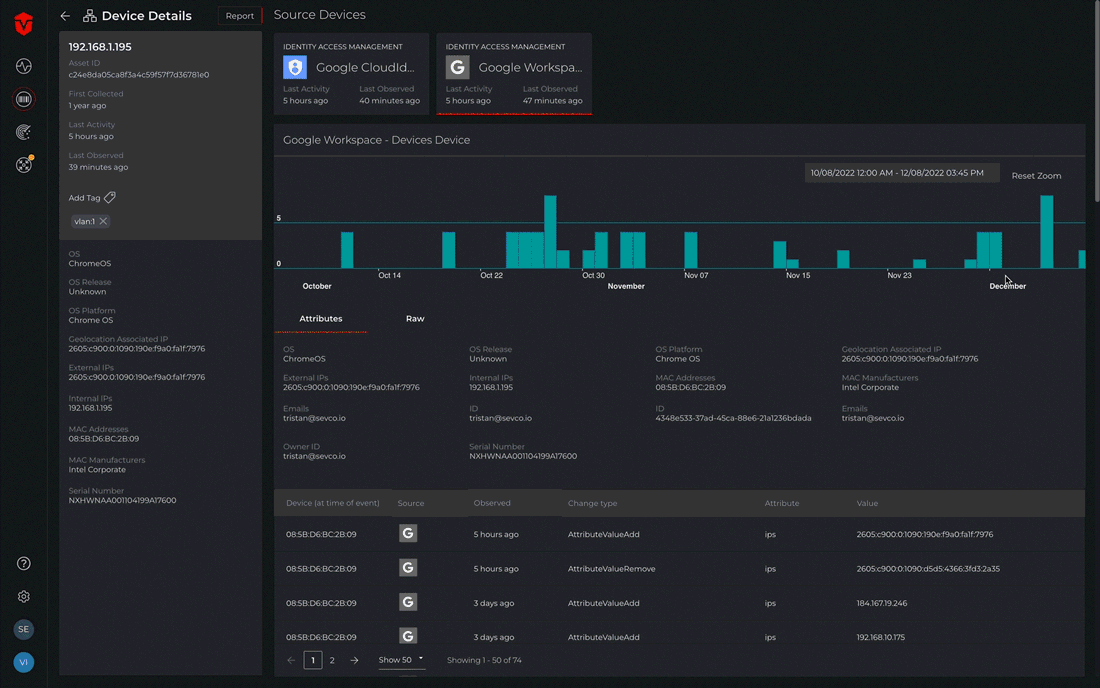 Device Details
Report
192.168.1.195
Asset ID
c24e8da05ca8f3a4c59f57f7d36781e0
First Collected
1 year ago
Last Activity
5 hours ago
Last Observed
39 minutes ago
Add Tag
vlan:1
OS
ChromeOS
OS Release
Unknown
OS Platform
Chrome OS
Geolocation Associated IP
2605:c900:0:1090:190e:f9a0:fa1f:7976
External IPs
2605:c900:0:1090:190e:f9a0:fa1f:7976
Internal IPs
192.168.1.195
MAC Addresses
08:5B:D6:BC:2B:09
MAC Manufacturers
Intel Corporate
Serial Number
NXHWNAA001104199A17600
SE
VI
Source Devices
IDENTITY ACCESS MANAGEMENT
Google CloudId...
Last Activity Last Observed
5 hours ago 40 minutes ago
IDENTITY ACCESS MANAGEMENT
G Google Workspa...
Last Activity Last Observed
5 hours ago 47 minutes ago
Google Workspace - Devices Device
10/08/2022 12:00 AM - 12/08/2022 03:45 PM Reset Zoom
5
0
Oct 14 Oct 22 Oct 30 Nov 07 Nov 15 Nov 23
October November December
Attributes Raw
OS OS Release OS Platform Geolocation Associated IP
ChromeOS Unknown Chrome OS 2605:c900:0:1090:190e:f9a0:fa1f:7976
External IPs Internal IPs MAC Addresses MAC Manufacturers
2605:c900:0:1090:190e:f9a0:fa1f:7976 192.168.1.195 08:5B:D6:BC:2B:09 Intel Corporate
Emails ID ID Emails
tristan@sevco.io tristan@sevco.io 4348e533-37ad-45ca-88e6-21a1236bdada tristan@sevco.io
Owner ID Serial Number
tristan@sevco.io NXHWNAA001104199A17600
Device (at time of event) Source Observed Change type Attribute Value
08:5B:D6:BC:2B:09 G 5 hours ago AttributeValueAdd ips 2605:c900:0:1090:190e:f9a0:fa1f:7976
08:5B:D6:BC:2B:09 G 5 hours ago AttributeValueRemove ips 2605:c900:0:1090:d5d5:4366:3fd3:2a35
08:5B:D6:BC:2B:09 G 3 days ago AttributeValueAdd ips 184.167.19.246
08:5B:D6:BC:2B:09 G 3 days ago AttributeValueAdd ips 192.168.10.175
1 2 Show 50 Showing 1 - 50 of 74